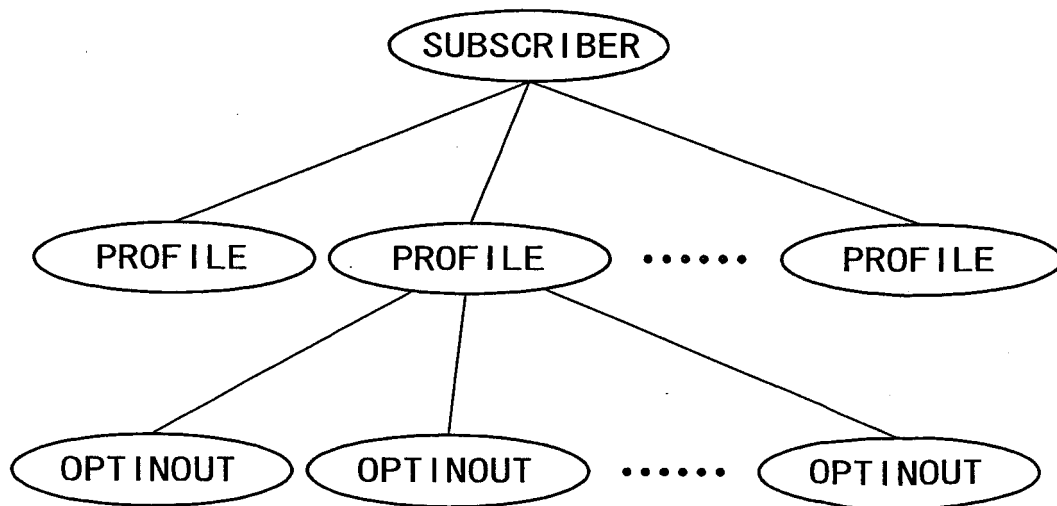 SUBSCRIBER
PROFILE PROFILE ...... PROFILE
OPTINOUT OPTINOUT ...... OPTINOUT